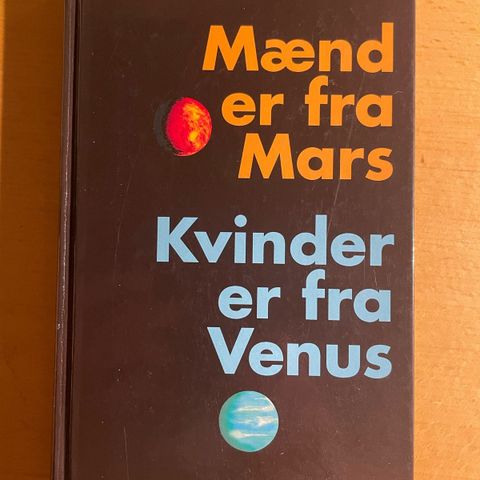 Mænd
er fra
Mars
Kvinder
er fra
Venus